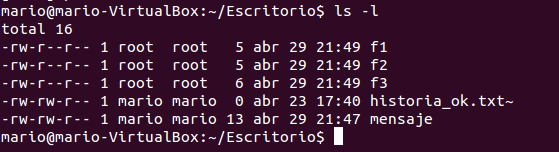 mario@mario-VirtualBox:~/Escritorio$ ls -l
total 16
-rw-r--r-- 1 root  root   5 abr 29 21:49 f1
-rw-r--r-- 1 root  root   5 abr 29 21:49 f2
-rw-r--r-- 1 root  root   6 abr 29 21:49 f3
-rw-rw-r-- 1 mario mario  0 abr 23 17:40 historia_ok.txt~
-rw-rw-r-- 1 mario mario 13 abr 29 21:47 mensaje
mario@mario-VirtualBox:~/Escritorio$